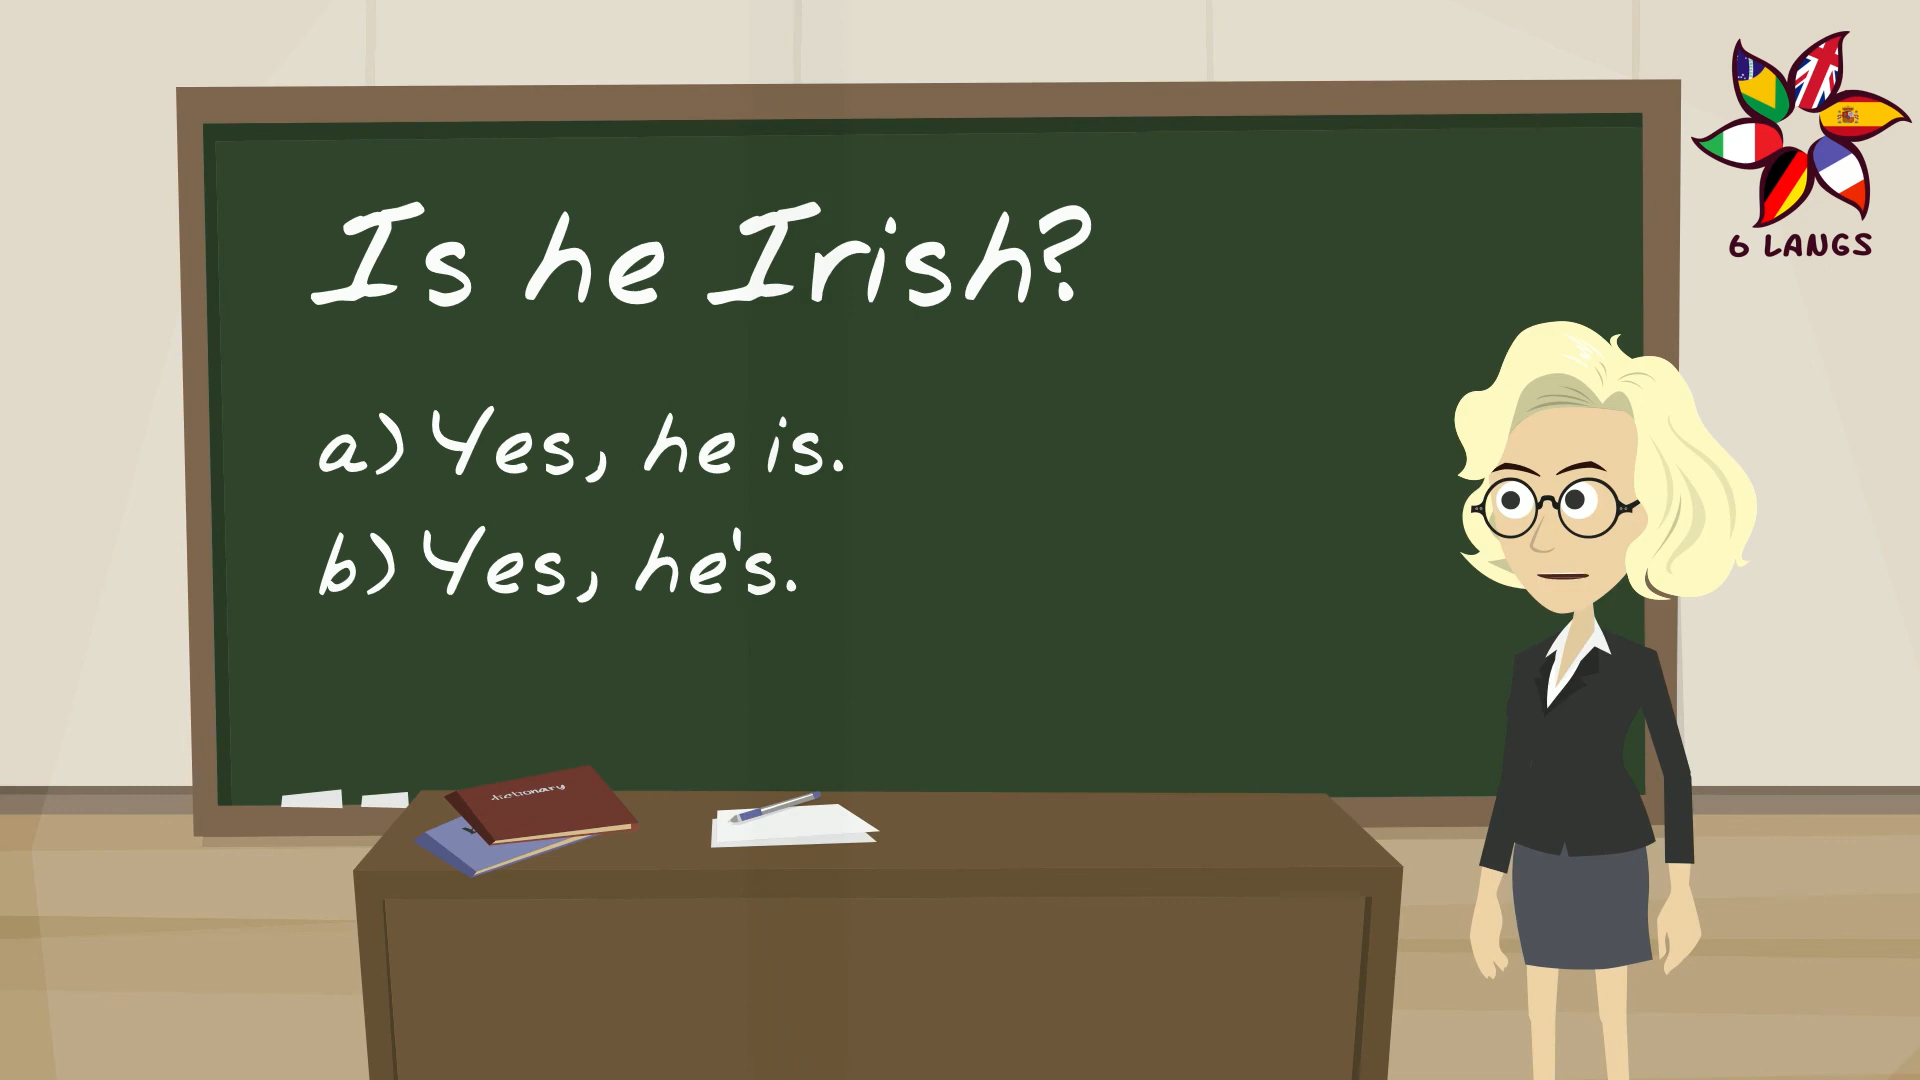 6 LANGS
Is he Irish?
a) Yes, he is.
b) Yes, he's.
dictionary